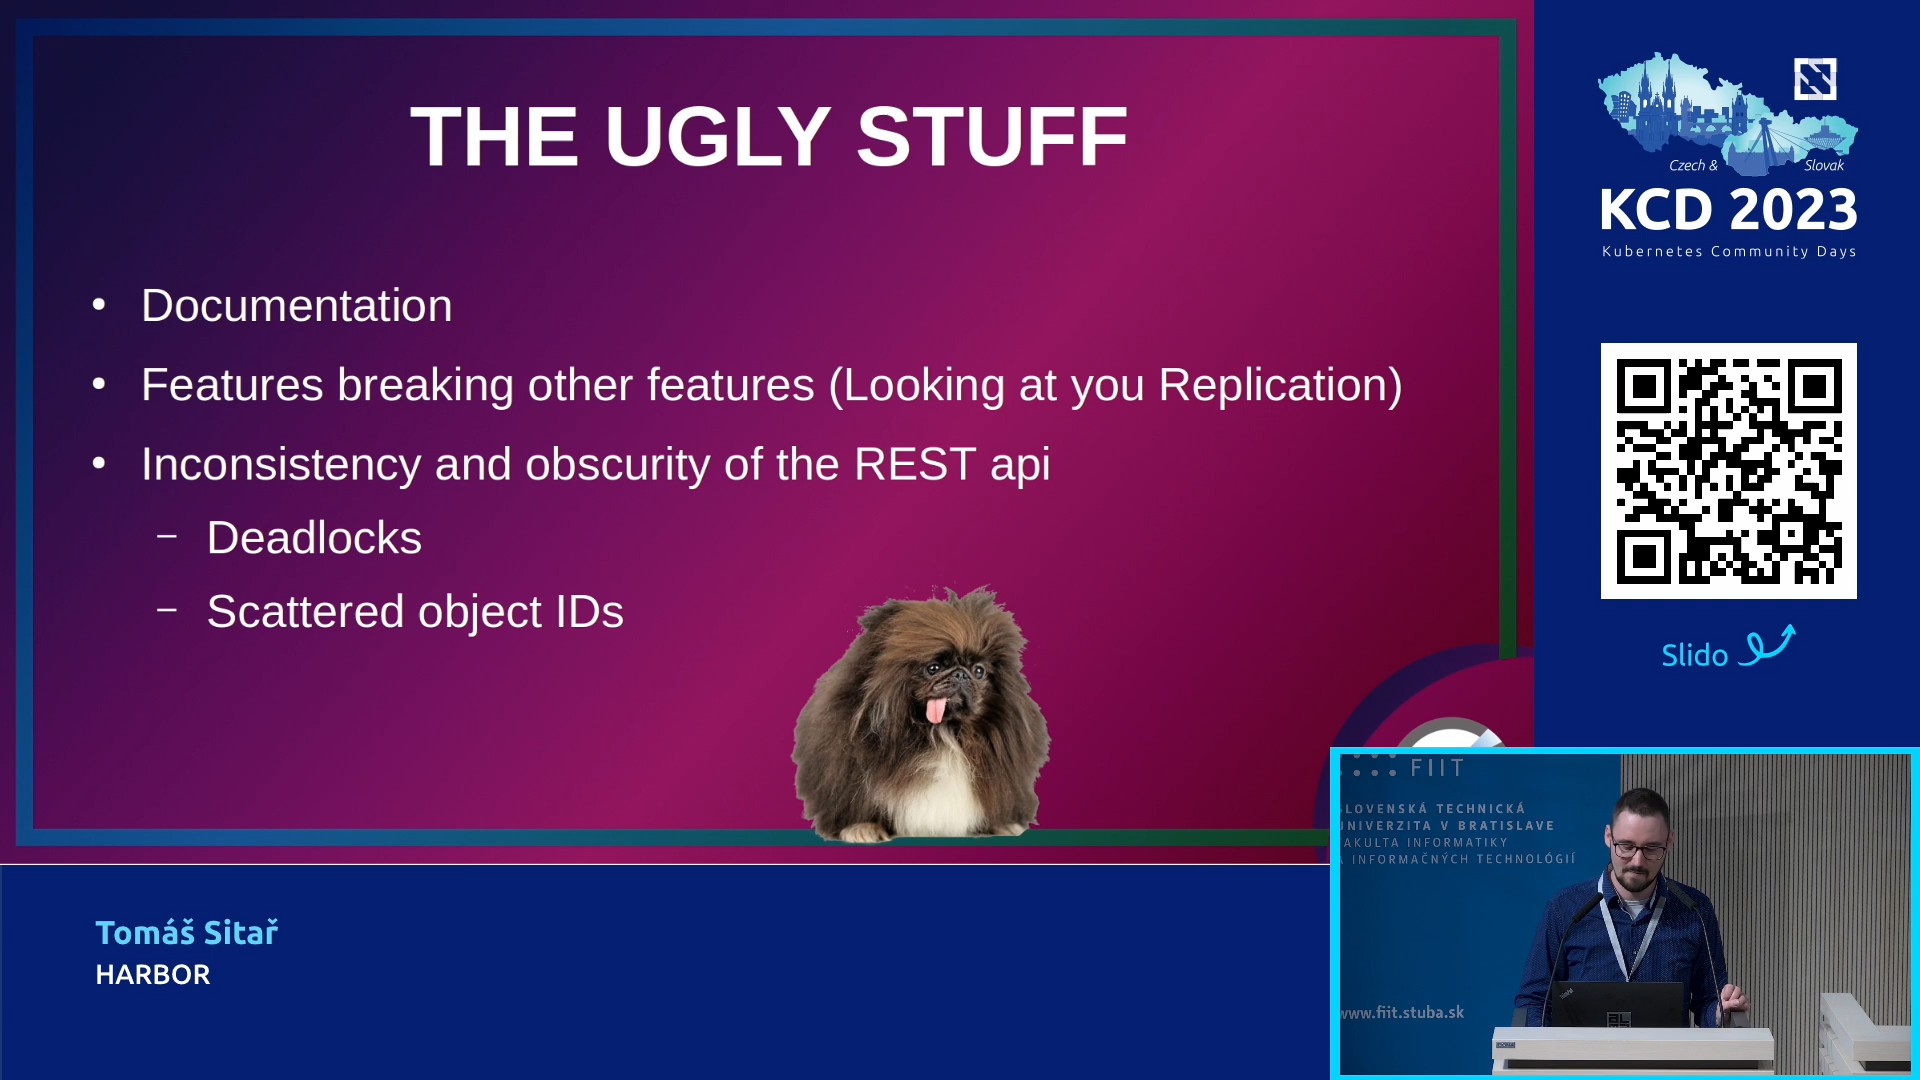 THE UGLY STUFF
• Documentation
• Features breaking other features (Looking at you Replication)
• Inconsistency and obscurity of the REST api
– Deadlocks
– Scattered object IDs
Czech & Slovak
KCD 2023
Kubernetes Community Days
Slido
FIIT
SLOVENSKÁ TECHNICKÁ
UNIVERZITA V BRATISLAVE
FAKULTA INFORMATIKY
A INFORMAČNÝCH TECHNOLÓGIÍ
www.fiit.stuba.sk
Tomáš Sitař
HARBOR